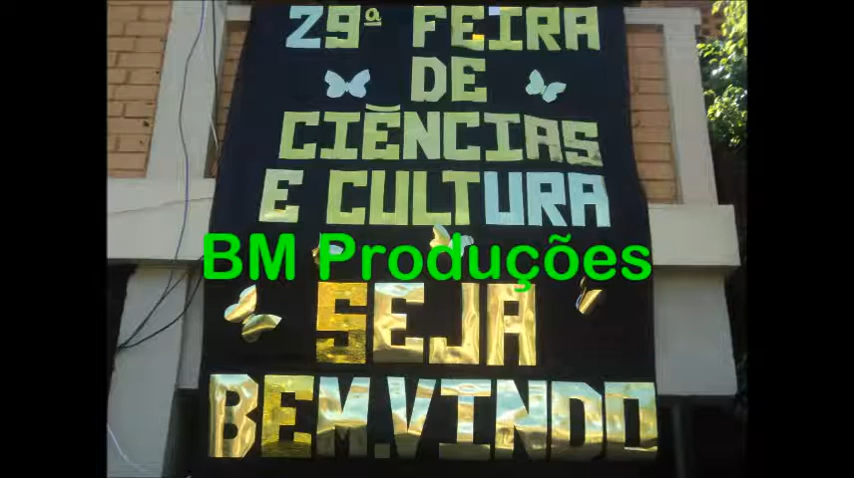 29ª FEIRA
DE
CIÊNCIAS
E CULTURA
BM Produções
SEJA
BEM.VINDO